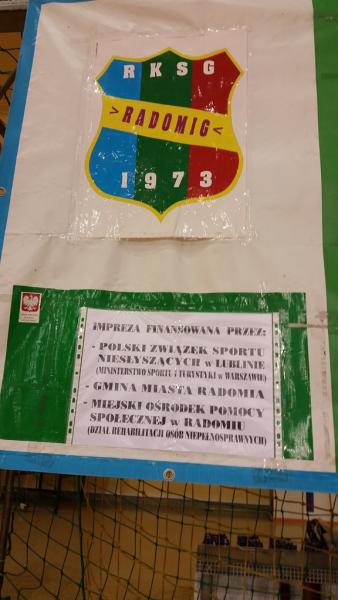 RKSG
>RADOMIG<
1973
IMPREZA FINANSOWANA PRZEZ:
- POLSKI ZWIĄZEK SPORTU
NIESŁYSZĄCYCH w LUBLINIE
(MINISTERSTWO SPORTU I TURYSTYKI w WARSZAWIE)
- GMINA MIASTA RADOMIA
- MIEJSKI OŚRODEK POMOCY
SPOŁECZNEJ w RADOMIU
(DZIAŁ REHABILITACJI OSÓB NIEPEŁNOSPRAWNYCH)